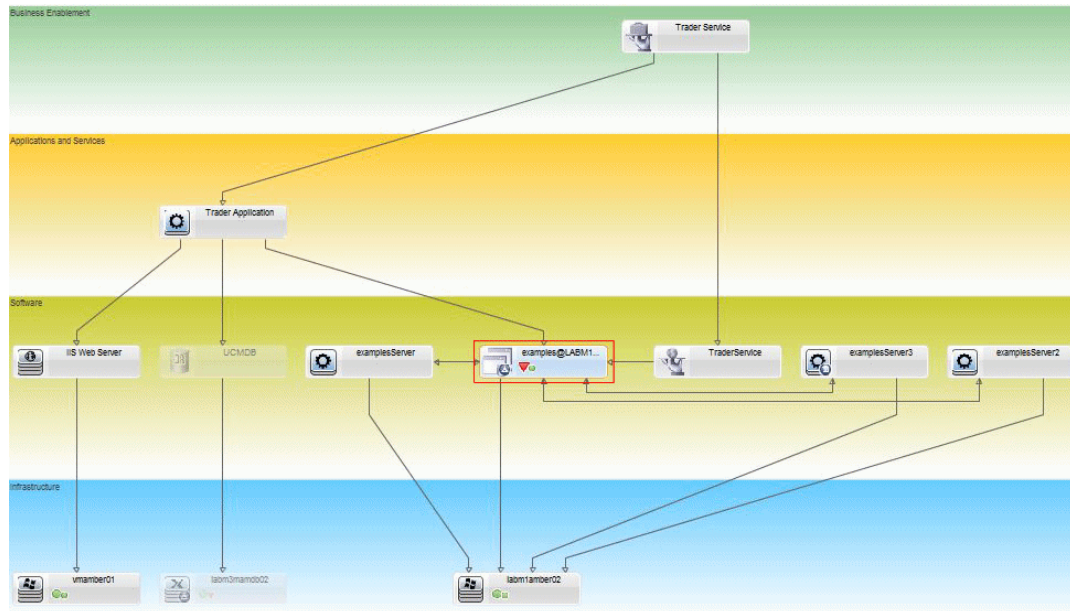 Business Enablement
Trader Service
Applications and Services
Trader Application
Software
IIS Web Server
UCMDB
examplesServer
examples@LABM1...
TraderService
examplesServer3
examplesServer2
Infrastructure
vmamber01
labm3mamdb02
labm1amber02